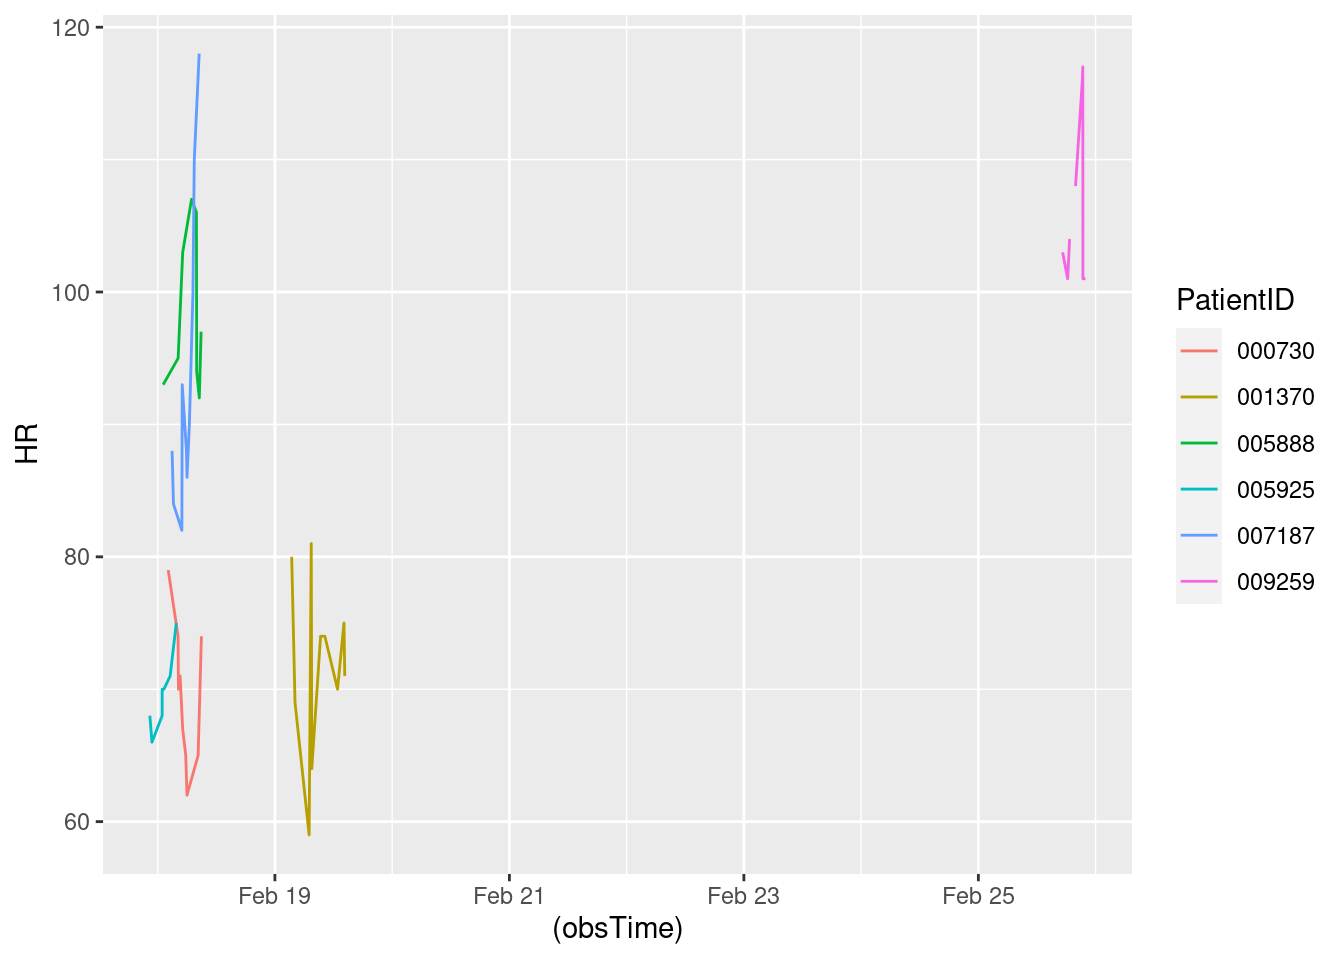 120
100
80
60
HR
Feb 19
Feb 21
Feb 23
Feb 25
(obsTime)
PatientID
000730
001370
005888
005925
007187
009259